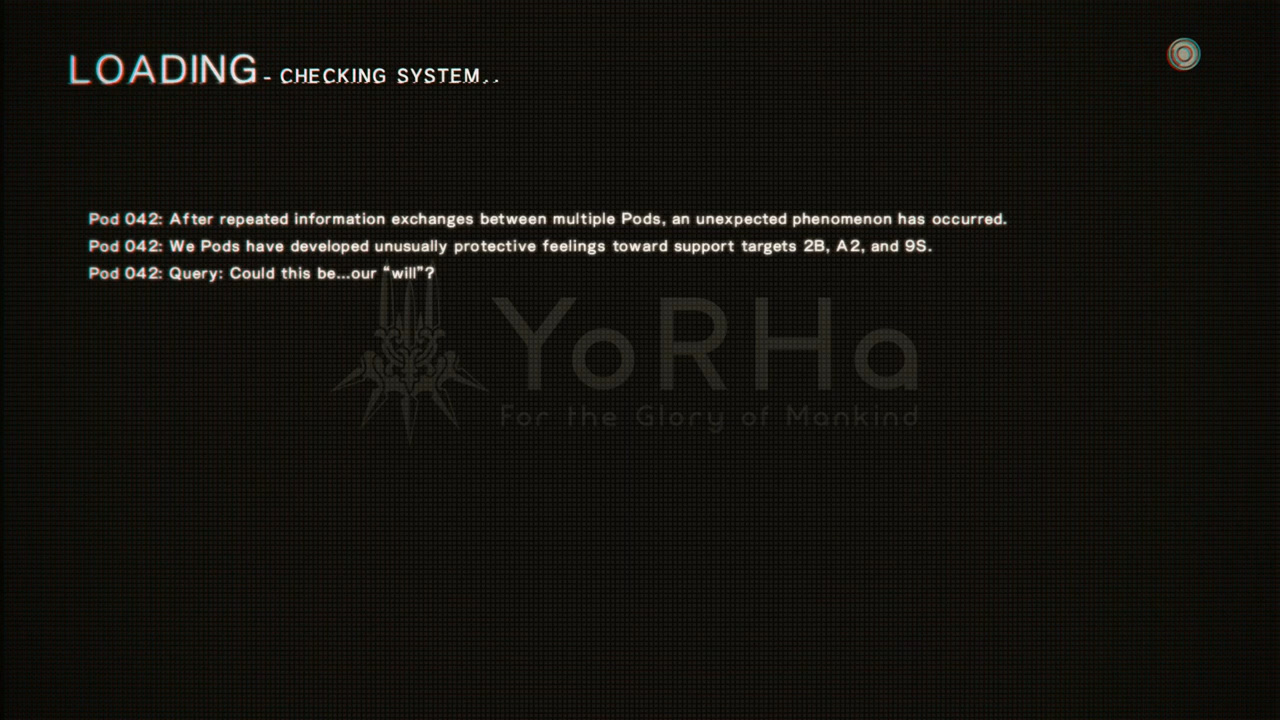 LOADING - CHECKING SYSTEM..
Pod 042: After repeated information exchanges between multiple Pods, an unexpected phenomenon has occurred.
Pod 042: We Pods have developed unusually protective feelings toward support targets 2B, A2, and 9S.
Pod 042: Query: Could this be...our “will”?
YoRHa
For the Glory of Mankind